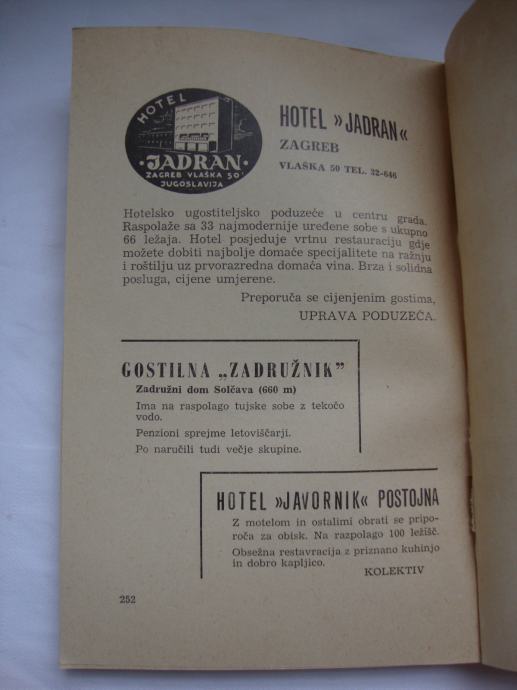 HOTEL
JADRAN
·JADRAN·
ZAGREB VLAŠKA 50
JUGOSLAVIJA
HOTEL »JADRAN«
ZAGREB
VLAŠKA 50 TEL. 32-646
Hotelsko ugostiteljsko poduzeće u centru grada.
Raspolaže sa 33 najmodernije uređene sobe s ukupno
66 ležaja. Hotel posjeduje vrtnu restauraciju gdje
možete dobiti najbolje domaće specijalitete na ražnju
i roštilju uz prvorazredna domaća vina. Brza i solidna
posluga, cijene umjerene.
Preporuča se cijenjenim gostima,
UPRAVA PODUZEĆA.
GOSTILNA „ZADRUŽNIK"
Zadružni dom Solčava (660 m)
Ima na raspolago tujske sobe z tekočo
vodo.
Penzioni sprejme letoviščarji.
Po naručili tudi večje skupine.
HOTEL »JAVORNIK« POSTOJNA
Z motelom in ostalimi obrati se pripo-
roča za obisk. Na razpolago 100 ležišč.
Obsežna restavracija z priznano kuhinjo
in dobro kapljico.
KOLEKTIV
252